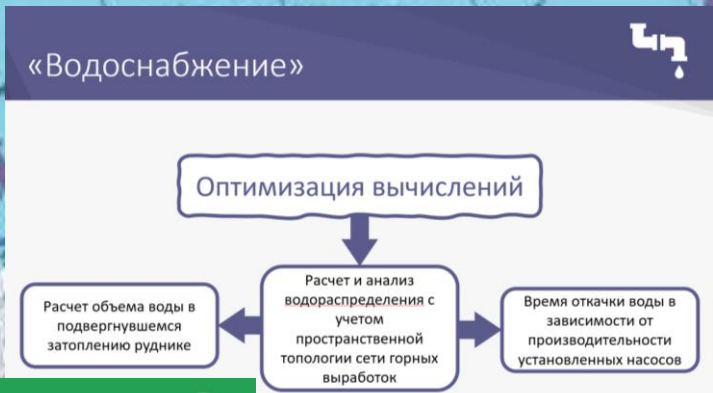 «Водоснабжение»
Оптимизация вычислений
Расчет объема воды в
подвергнувшемся
затоплению руднике
Расчет и анализ
водораспределения с
учетом
пространственной
топологии сети горных
выработок
Время откачки воды в
зависимости от
производительности
установленных насосов